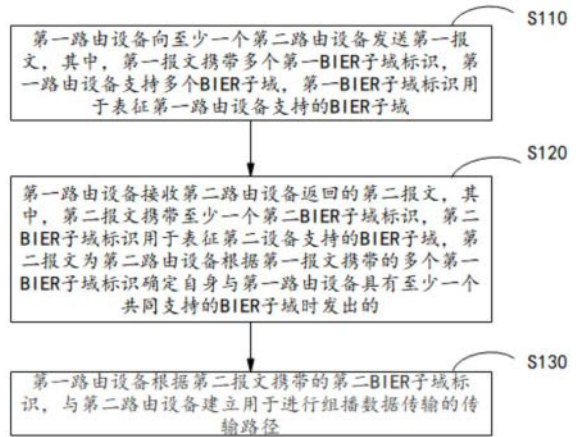 S110
第一路由设备向至少一个第二路由设备发送第一报
文，其中，第一报文携带多个第一BIER子域标识，第
一路由设备支持多个BIER子域，第一BIER子域标识用
于表征第一路由设备支持的BIER子域
S120
第一路由设备接收第二路由设备返回的第二报文，其
中，第二报文携带至少一个第二BIER子域标识，第二
BIER子域标识用于表征第二设备支持的BIER子域，第
二报文为第二路由设备根据第一报文携带的多个第一
BIER子域标识确定自身与第一路由设备具有至少一个
共同支持的BIER子域时发出的
S130
第一路由设备根据第二报文携带的第二BIER子域标
识，与第二路由设备建立用于进行组播数据传输的传
输路径